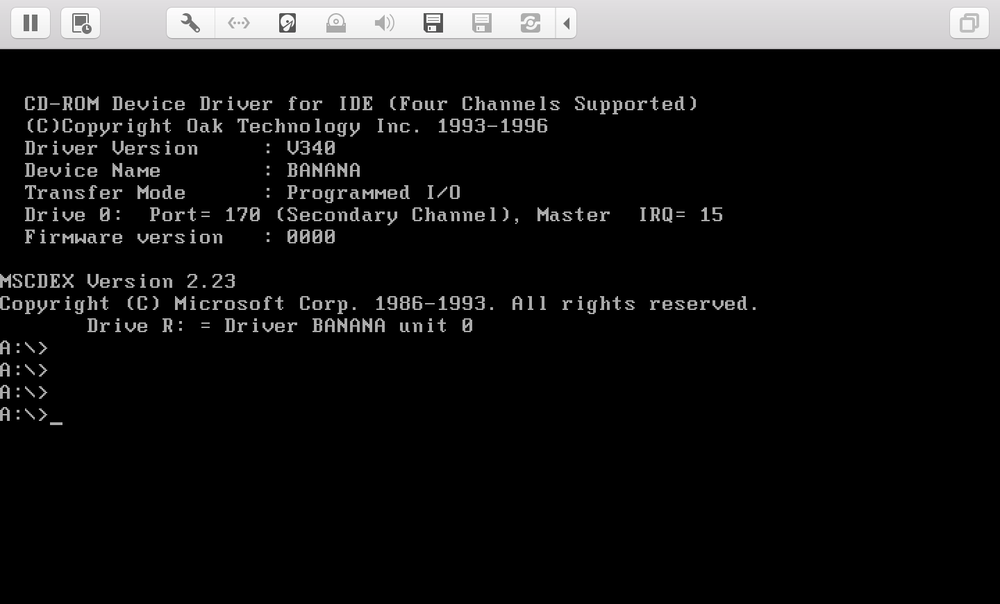 CD-ROM Device Driver for IDE (Four Channels Supported)
(C)Copyright Oak Technology Inc. 1993-1996
Driver Version     : V340
Device Name        : BANANA
Transfer Mode      : Programmed I/O
Drive 0:  Port= 170 (Secondary Channel), Master  IRQ= 15
Firmware version   : 0000
MSCDEX Version 2.23
Copyright (C) Microsoft Corp. 1986-1993. All rights reserved.
       Drive R: = Driver BANANA unit 0
A:\>
A:\>
A:\>
A:\>_